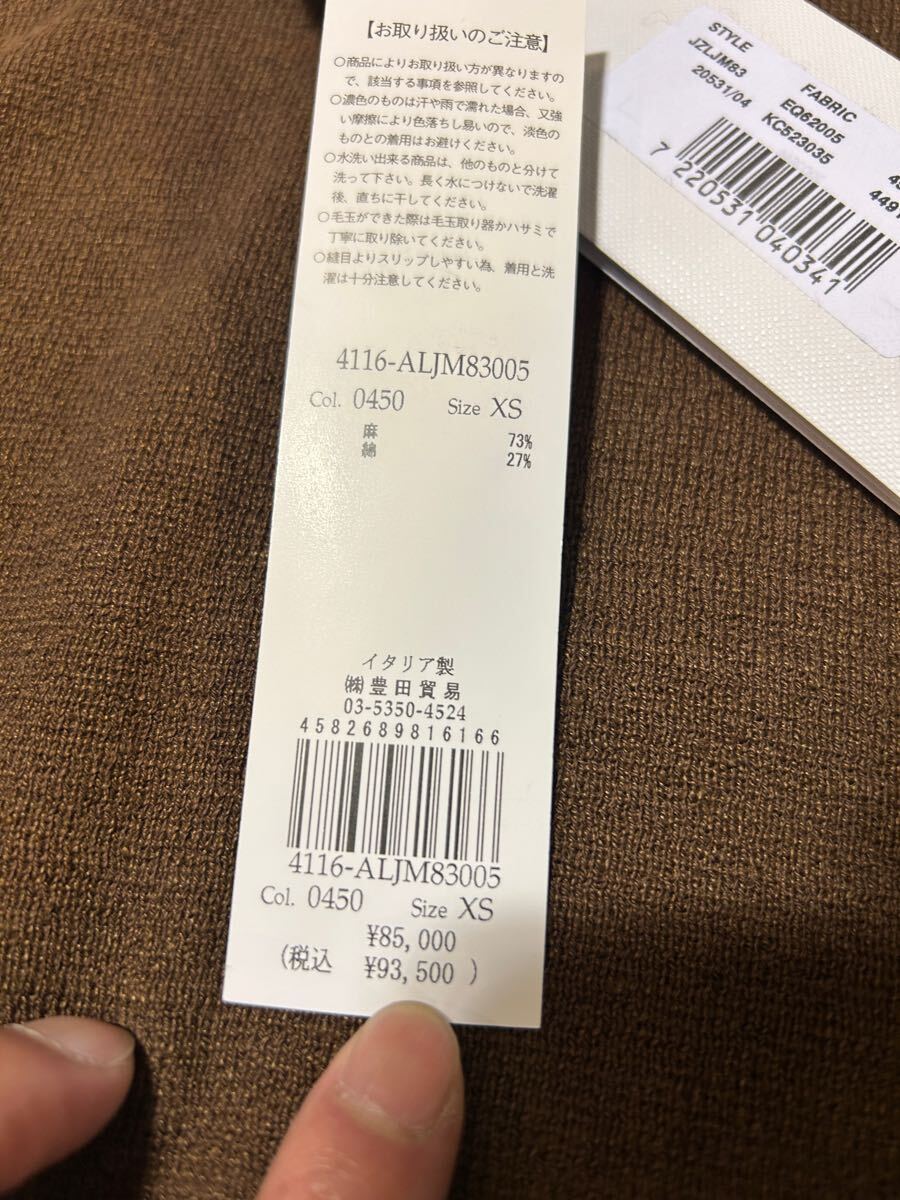 【お取り扱いのご注意】
○商品によりお取り扱い方が異なりますの
で、該当する事項を参照してください。
○濃色のものは汗や雨で濡れた場合、又強
い摩擦により色落ちし易いので、淡色の
ものとの着用はお避けください。
○水洗い出来る商品は、他のものと分けて
洗って下さい。長く水につけないで洗濯
後、直ちに干してください。
○毛玉ができた際は毛玉取り器かハサミで
丁寧に取り除いてください。
○縫目よりスリップしやすい為、着用と洗
濯は十分注意してください。
4116-ALJM83005
Col. 0450 Size XS
麻 73%
綿 27%
イタリア製
㈱豊田貿易
03-5350-4524
4582689816166
4116-ALJM83005
Col. 0450 Size XS
¥85,000
(税込 ¥93,500 )
STYLE FABRIC
JZLJM83 EQ62005
20531/04 KC523035
7 220531 040341